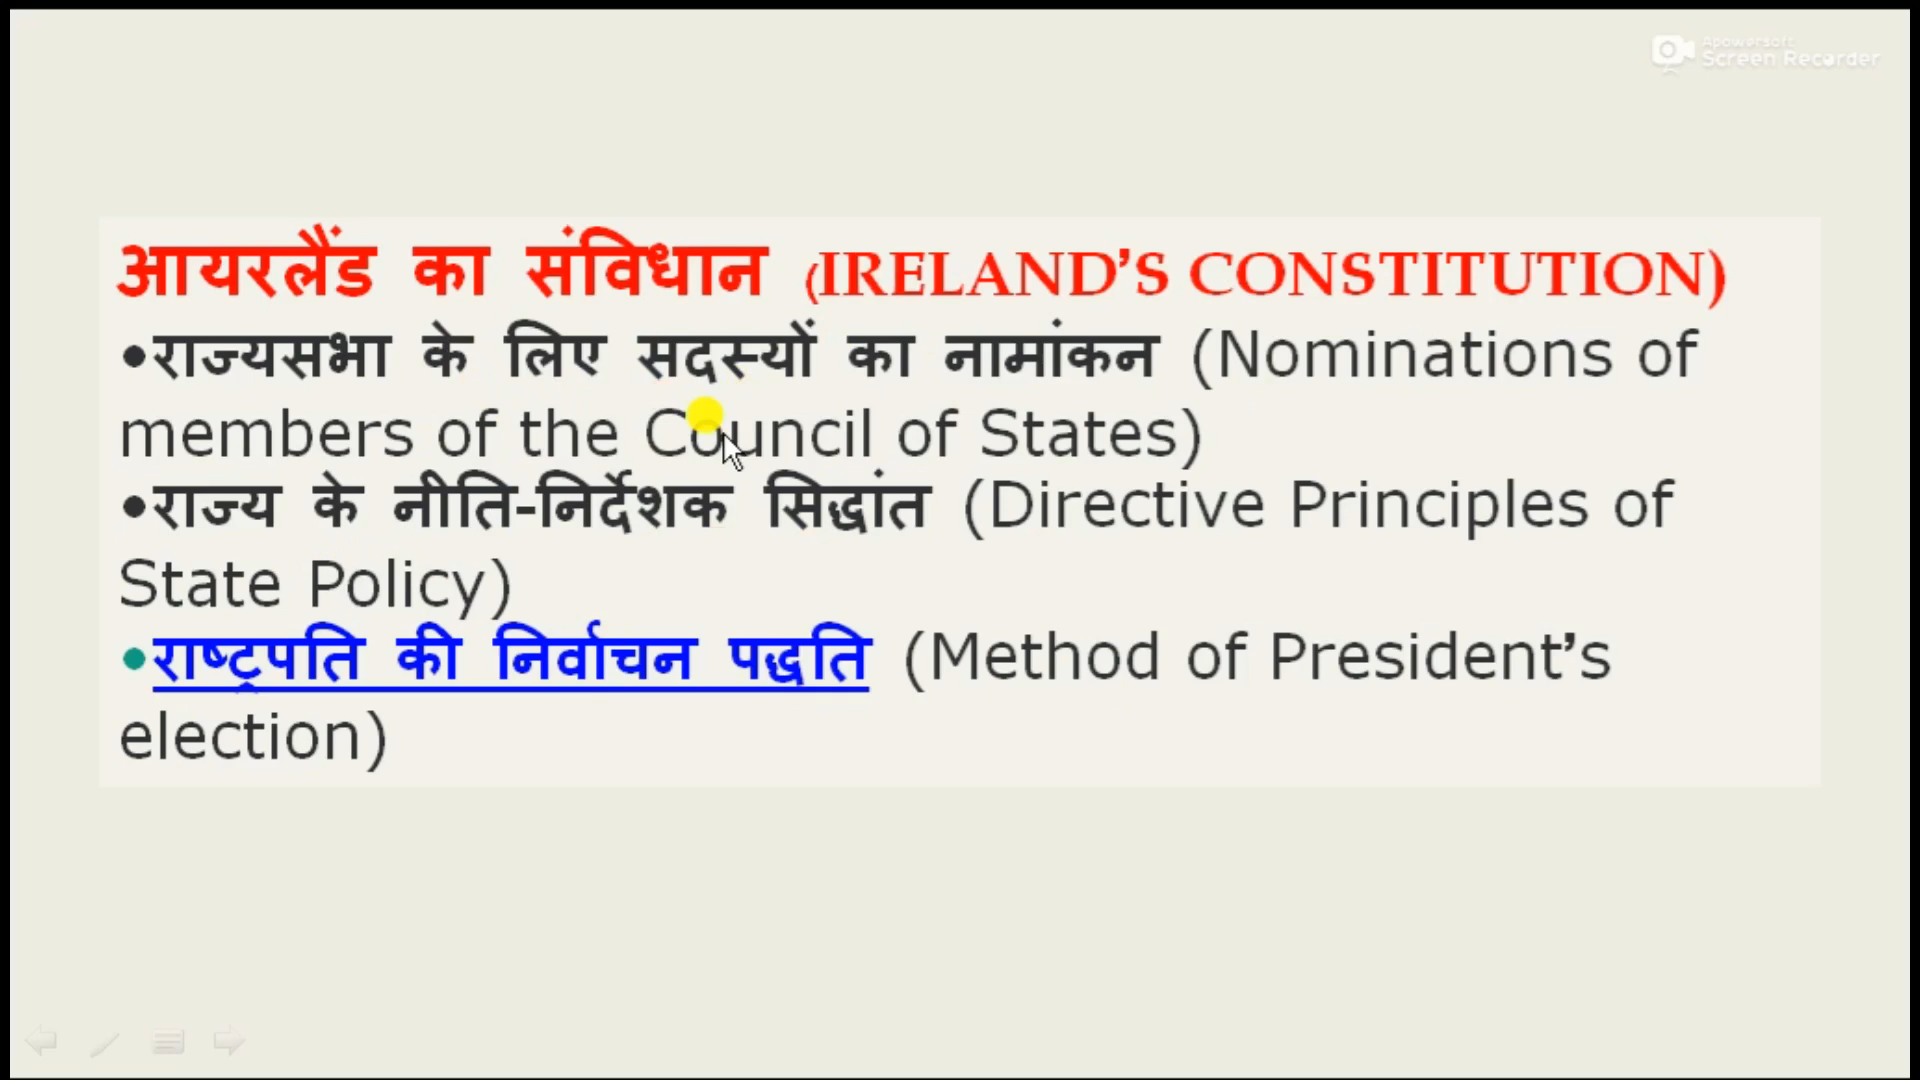 Apowersoft
Screen Recorder
आयरलैंड का संविधान (IRELAND’S CONSTITUTION)
•राज्यसभा के लिए सदस्यों का नामांकन (Nominations of
members of the Council of States)
•राज्य के नीति-निर्देशक सिद्धांत (Directive Principles of
State Policy)
•राष्ट्रपति की निर्वाचन पद्धति (Method of President’s
election)